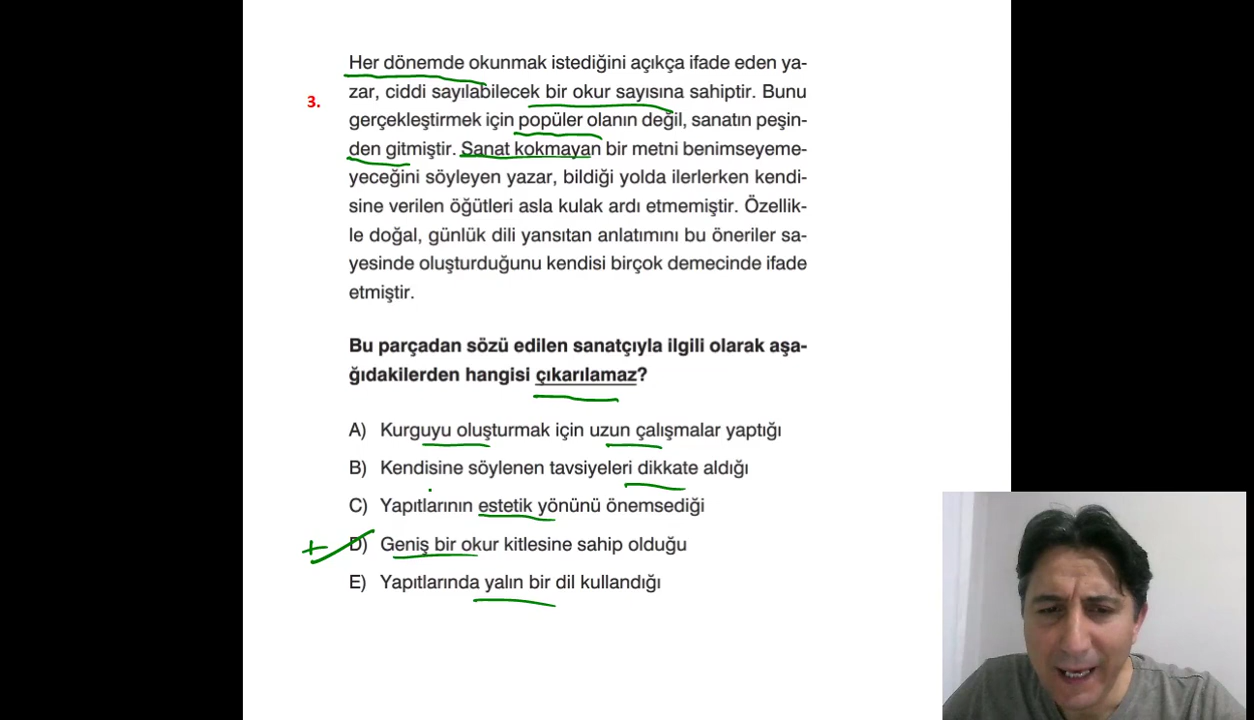 Her dönemde okunmak istediğini açıkça ifade eden ya-
zar, ciddi sayılabilecek bir okur sayısına sahiptir. Bunu
3.
gerçekleştirmek için popüler olanın değil, sanatın peşin-
den gitmiştir. Sanat kokmayan bir metni benimseyeme-
yeceğini söyleyen yazar, bildiği yolda ilerlerken kendi-
sine verilen öğütleri asla kulak ardı etmemiştir. Özellik-
le doğal, günlük dili yansıtan anlatımını bu öneriler sa-
yesinde oluşturduğunu kendisi birçok demecinde ifade
etmiştir.
Bu parçadan sözü edilen sanatçıyla ilgili olarak aşa-
ğıdakilerden hangisi çıkarılamaz?
A) Kurguyu oluşturmak için uzun çalışmalar yaptığı
B) Kendisine söylenen tavsiyeleri dikkate aldığı
C) Yapıtlarının estetik yönünü önemsediği
+ D) Geniş bir okur kitlesine sahip olduğu
E) Yapıtlarında yalın bir dil kullandığı